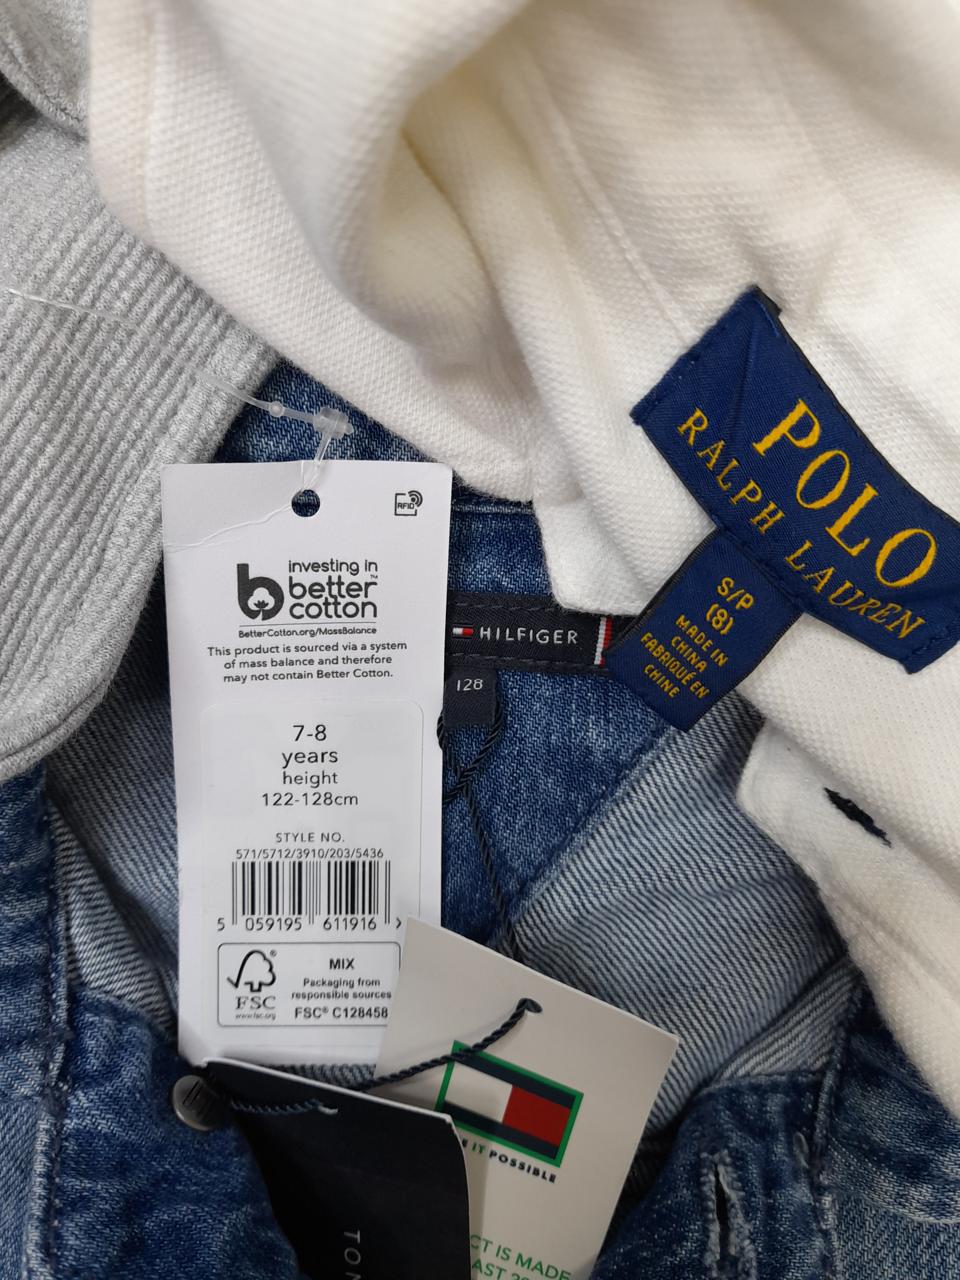 RFID
investing in
better
cotton™
BetterCotton.org/MassBalance
This product is sourced via a system
of mass balance and therefore
may not contain Better Cotton.
7-8
years
height
122-128cm
STYLE NO.
571/5712/3910/203/5436
5 059195 611916 >
FSC®
www.fsc.org
MIX
Packaging from
responsible sources
FSC® C128458
HILFIGER
128
POLO
RALPH LAUREN
S/P
(8)
MADE IN
CHINA
FABRIQUÉ EN
CHINE
IT POSSIBLE
IS MADE